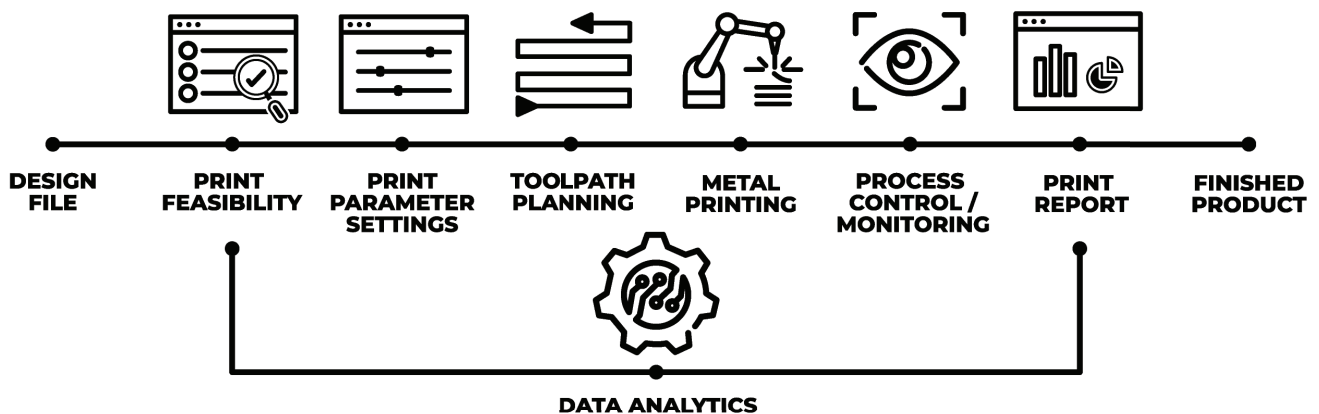 DESIGN
FILE
PRINT
FEASIBILITY
PRINT
PARAMETER
SETTINGS
TOOLPATH
PLANNING
METAL
PRINTING
PROCESS
CONTROL /
MONITORING
PRINT
REPORT
FINISHED
PRODUCT
DATA ANALYTICS